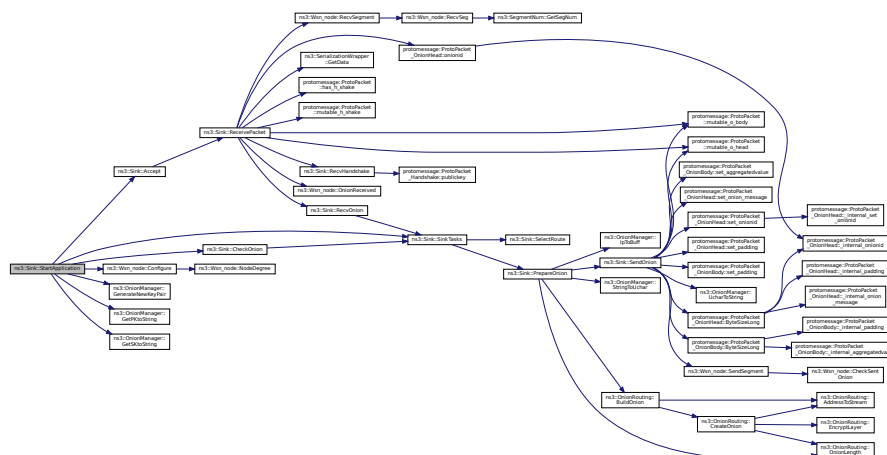 ns3::Wsn_node::RecvSegment
ns3::Wsn_node::RecvSeg
ns3::SegmentNum::GetSegNum
protomessage::ProtoPacket
_OnionHead::onionid
ns3::SerializationWrapper
::GetData
protomessage::ProtoPacket
::has_h_shake
protomessage::ProtoPacket
::mutable_h_shake
ns3::Sink::ReceivePacket
protomessage::ProtoPacket
::mutable_o_body
protomessage::ProtoPacket
::mutable_o_head
ns3::Sink::Accept
ns3::Sink::RecvHandshake
protomessage::ProtoPacket
_Handshake::publickey
protomessage::ProtoPacket
_OnionBody::set_aggregatedvalue
ns3::Wsn_node::OnionReceived
protomessage::ProtoPacket
_OnionHead::set_onion_message
ns3::Sink::RecvOnion
protomessage::ProtoPacket
_OnionHead::set_onionid
protomessage::ProtoPacket
_OnionHead::_internal_set
_onionid
ns3::Sink::CheckOnion
ns3::Sink::SinkTasks
ns3::Sink::SelectRoute
ns3::OnionManager::
IpToBuff
protomessage::ProtoPacket
_OnionHead::set_padding
protomessage::ProtoPacket
_OnionHead::_internal_onionid
ns3::Sink::StartApplication
ns3::Wsn_node::Configure
ns3::Wsn_node::NodeDegree
ns3::Sink::PrepareOnion
ns3::Sink::SendOnion
protomessage::ProtoPacket
_OnionBody::set_padding
protomessage::ProtoPacket
_OnionHead::_internal_padding
ns3::OnionManager::
GenerateNewKeyPair
ns3::OnionManager::
StringToUchar
ns3::OnionManager::
UcharToString
protomessage::ProtoPacket
_OnionHead::_internal_onion
_message
ns3::OnionManager::
GetPKtoString
protomessage::ProtoPacket
_OnionHead::ByteSizeLong
protomessage::ProtoPacket
_OnionBody::_internal_padding
ns3::OnionManager::
GetSKtoString
protomessage::ProtoPacket
_OnionBody::ByteSizeLong
protomessage::ProtoPacket
_OnionBody::_internal_aggregatedva
ns3::Wsn_node::SendSegment
ns3::Wsn_node::CheckSent
Onion
ns3::OnionRouting::
BuildOnion
ns3::OnionRouting::
AddressToStream
ns3::OnionRouting::
CreateOnion
ns3::OnionRouting::
EncryptLayer
ns3::OnionRouting::
OnionLength